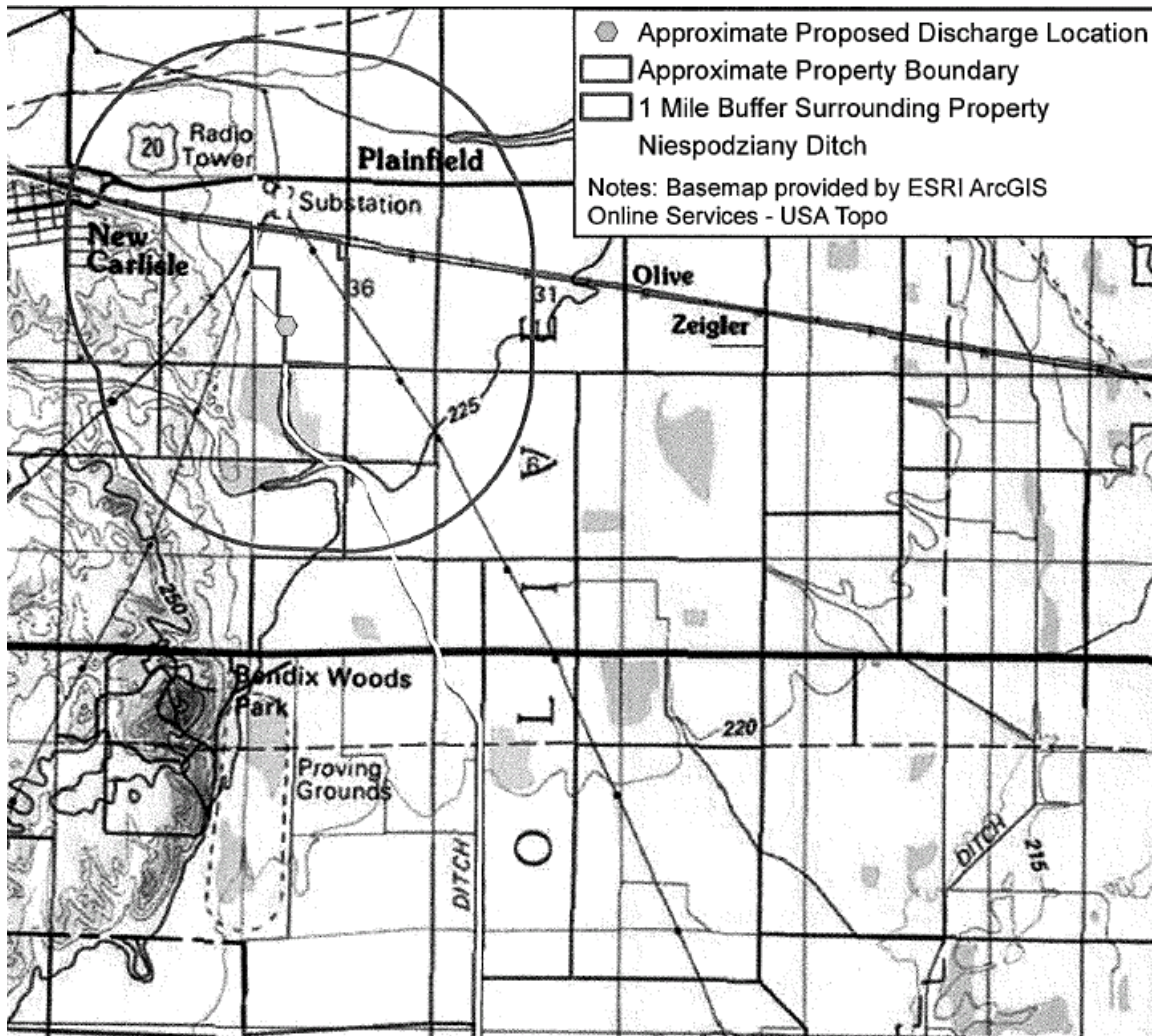 Approximate Proposed Discharge Location
Approximate Property Boundary
1 Mile Buffer Surrounding Property
Niespodziany Ditch
Notes: Basemap provided by ESRI ArcGIS
Online Services - USA Topo
20
Radio
Tower
Plainfield
Substation
New
Carlisle
36
31
Olive
Zeigler
225
6
O L I V
250
Bendix Woods
Park
220
Proving
Grounds
DITCH
DITCH
215